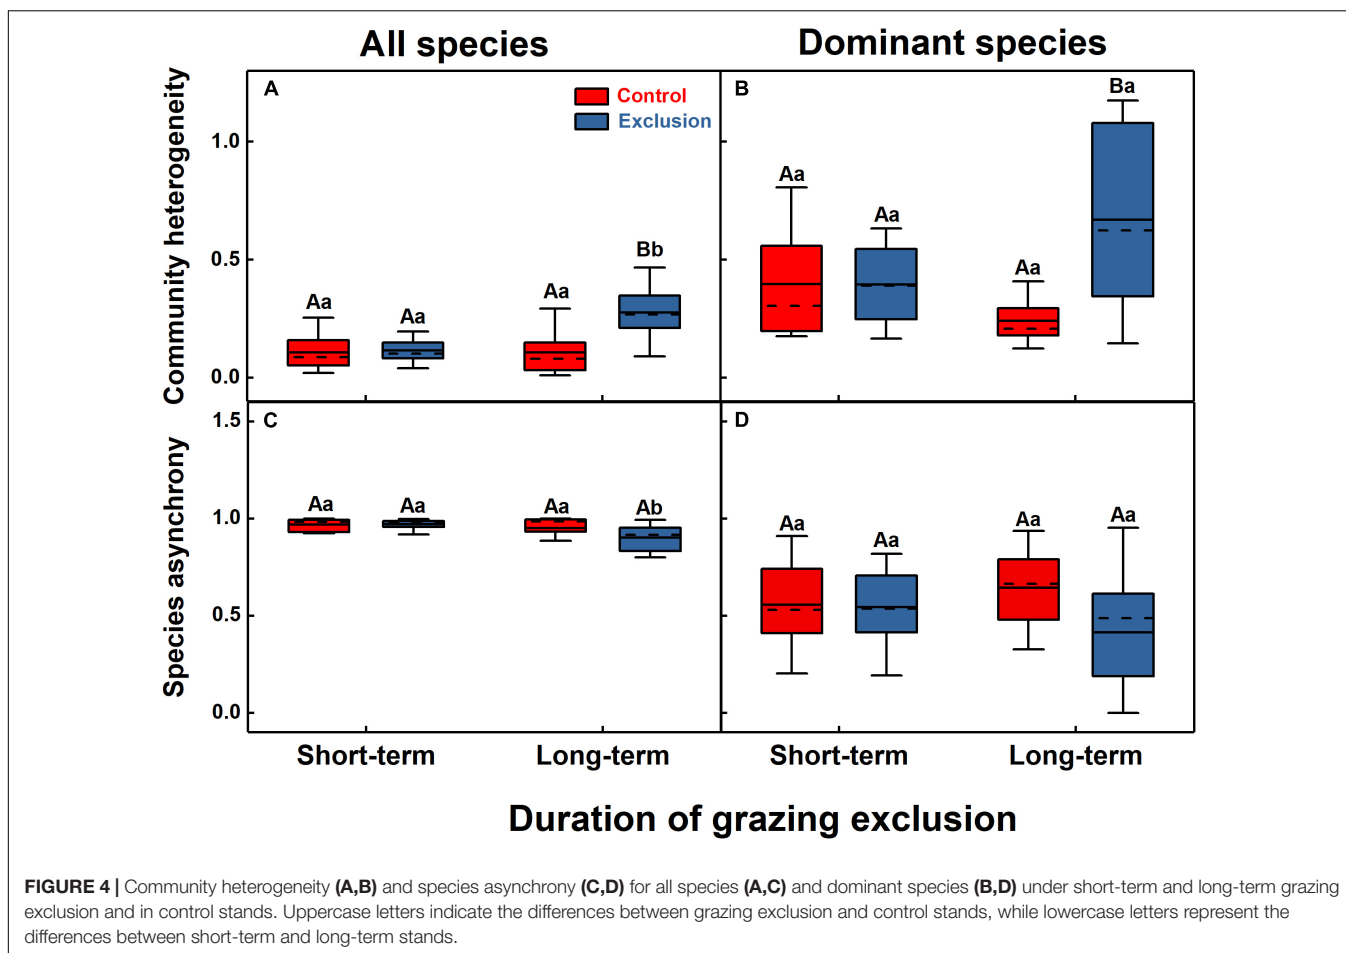 All species
Dominant species
Community heterogeneity
A
Control
Exclusion
1.0
0.5
0.0
Aa
Aa
Aa
Bb
B
Aa
Aa
Aa
Ba
Species asynchrony
C
1.5
1.0
0.5
0.0
Aa
Aa
Aa
Ab
D
Aa
Aa
Aa
Aa
Short-term
Long-term
Short-term
Long-term
Duration of grazing exclusion
FIGURE 4 | Community heterogeneity (A,B) and species asynchrony (C,D) for all species (A,C) and dominant species (B,D) under short-term and long-term grazing
exclusion and in control stands. Uppercase letters indicate the differences between grazing exclusion and control stands, while lowercase letters represent the
differences between short-term and long-term stands.